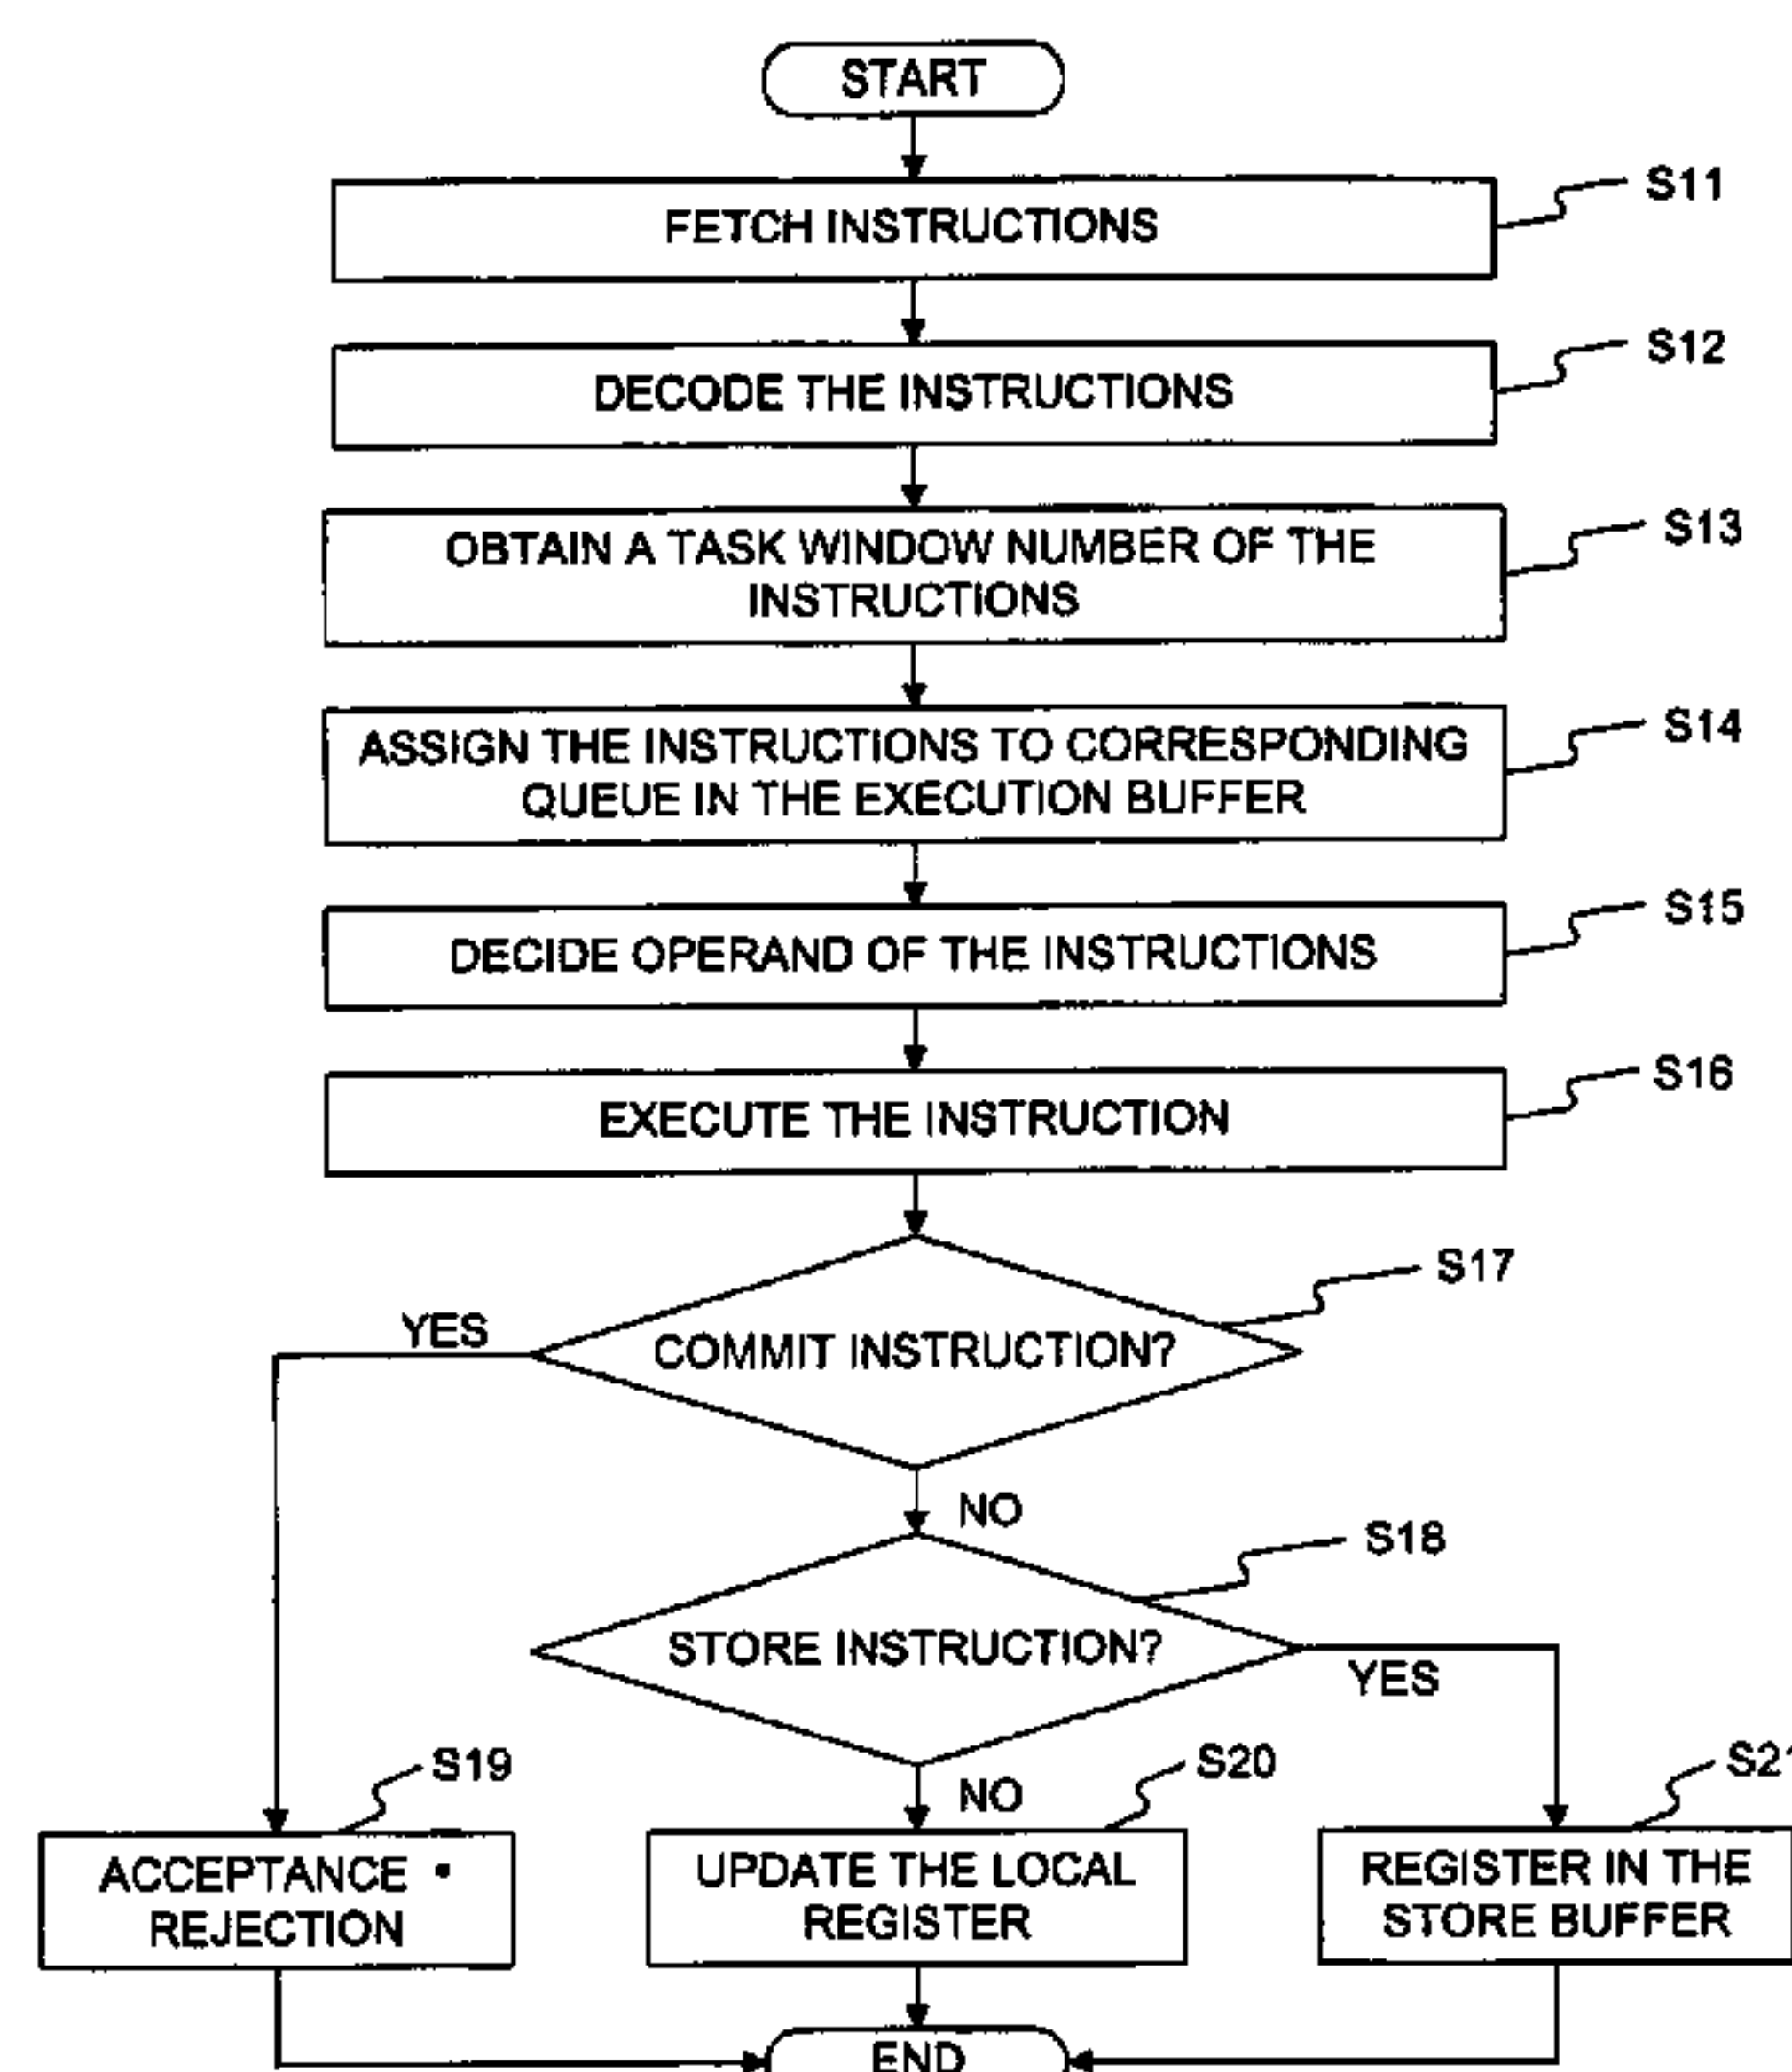 START
FETCH INSTRUCTIONS
S11
DECODE THE INSTRUCTIONS
S12
OBTAIN A TASK WINDOW NUMBER OF THE
INSTRUCTIONS
S13
ASSIGN THE INSTRUCTIONS TO CORRESPONDING
QUEUE IN THE EXECUTION BUFFER
S14
DECIDE OPERAND OF THE INSTRUCTIONS
S15
EXECUTE THE INSTRUCTION
S16
COMMIT INSTRUCTION?
S17
YES
NO
STORE INSTRUCTION?
S18
YES
NO
S19
ACCEPTANCE •
REJECTION
S20
UPDATE THE LOCAL
REGISTER
S21
REGISTER IN THE
STORE BUFFER
END